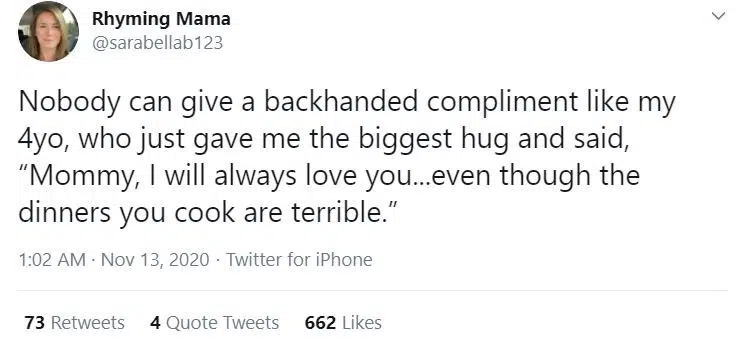 Rhyming Mama
@sarabellab123
Nobody can give a backhanded compliment like my
4yo, who just gave me the biggest hug and said,
“Mommy, I will always love you...even though the
dinners you cook are terrible.”
1:02 AM · Nov 13, 2020 · Twitter for iPhone
73 Retweets 4 Quote Tweets 662 Likes